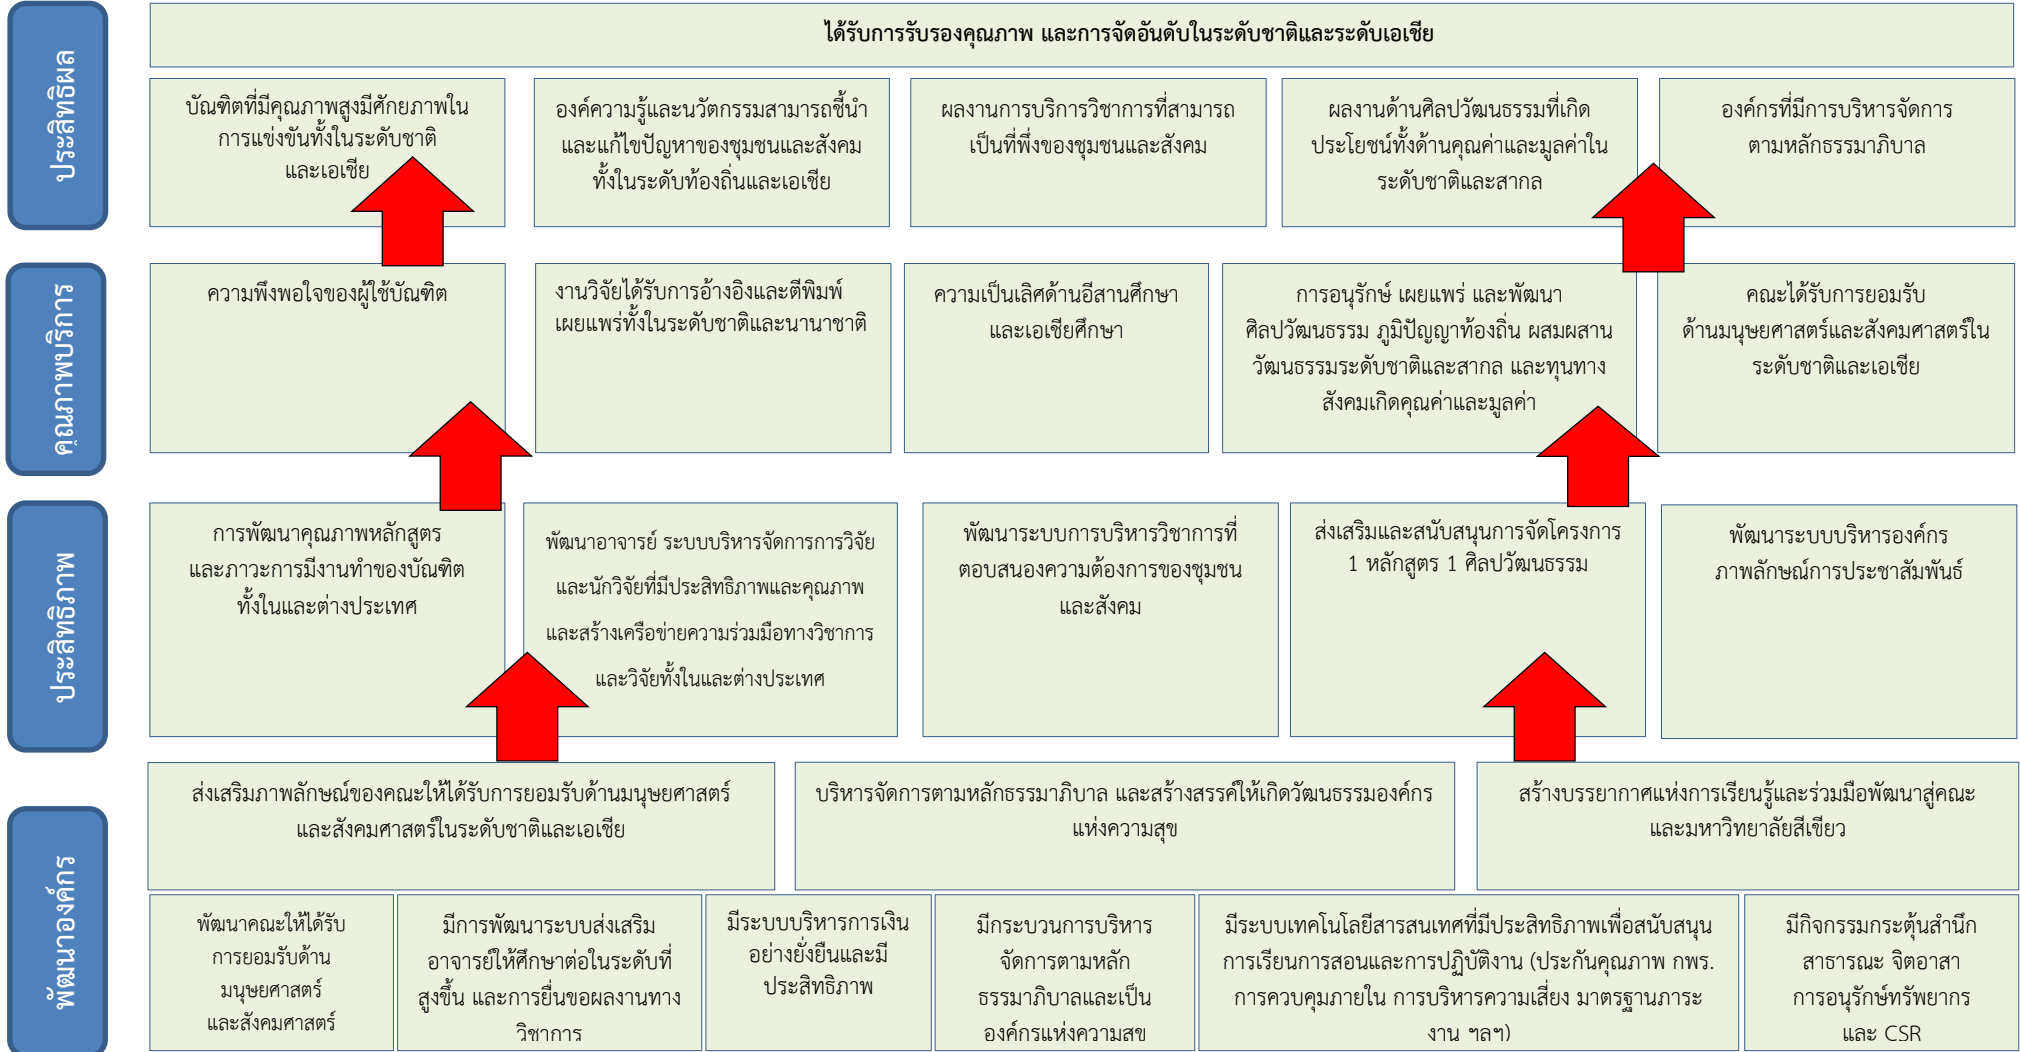 ประสิทธิผล
ได้รับการรับรองคุณภาพ และการจัดอันดับในระดับชาติและระดับเอเชีย
บัณฑิตที่มีคุณภาพสูงมีศักยภาพใน
การแข่งขันทั้งในระดับชาติ
และเอเชีย
องค์ความรู้และนวัตกรรมสามารถชี้นำ
และแก้ไขปัญหาของชุมชนและสังคม
ทั้งในระดับท้องถิ่นและเอเชีย
ผลงานการบริการวิชาการที่สามารถ
เป็นที่พึ่งของชุมชนและสังคม
ผลงานด้านศิลปวัฒนธรรมที่เกิด
ประโยชน์ทั้งด้านคุณค่าและมูลค่าใน
ระดับชาติและสากล
องค์กรที่มีการบริหารจัดการ
ตามหลักธรรมาภิบาล
คุณภาพบริการ
ความพึงพอใจของผู้ใช้บัณฑิต
งานวิจัยได้รับการอ้างอิงและตีพิมพ์
เผยแพร่ทั้งในระดับชาติและนานาชาติ
ความเป็นเลิศด้านอีสานศึกษา
และเอเชียศึกษา
การอนุรักษ์ เผยแพร่ และพัฒนา
ศิลปวัฒนธรรม ภูมิปัญญาท้องถิ่น ผสมผสาน
วัฒนธรรมระดับชาติและสากล และทุนทาง
สังคมเกิดคุณค่าและมูลค่า
คณะได้รับการยอมรับ
ด้านมนุษยศาสตร์และสังคมศาสตร์ใน
ระดับชาติและเอเชีย
ประสิทธิภาพ
การพัฒนาคุณภาพหลักสูตร
และภาวะการมีงานทำของบัณฑิต
ทั้งในและต่างประเทศ
พัฒนาอาจารย์ ระบบบริหารจัดการการวิจัย
และนักวิจัยที่มีประสิทธิภาพและคุณภาพ
และสร้างเครือข่ายความร่วมมือทางวิชาการ
และวิจัยทั้งในและต่างประเทศ
พัฒนาระบบการบริหารวิชาการที่
ตอบสนองความต้องการของชุมชน
และสังคม
ส่งเสริมและสนับสนุนการจัดโครงการ
1 หลักสูตร 1 ศิลปวัฒนธรรม
พัฒนาระบบบริหารองค์กร
ภาพลักษณ์การประชาสัมพันธ์
พัฒนาองค์กร
ส่งเสริมภาพลักษณ์ของคณะให้ได้รับการยอมรับด้านมนุษยศาสตร์
และสังคมศาสตร์ในระดับชาติและเอเชีย
บริหารจัดการตามหลักธรรมาภิบาล และสร้างสรรค์ให้เกิดวัฒนธรรมองค์กร
แห่งความสุข
สร้างบรรยากาศแห่งการเรียนรู้และร่วมมือพัฒนาสู่คณะ
และมหาวิทยาลัยสีเขียว
พัฒนาคณะให้ได้รับ
การยอมรับด้าน
มนุษยศาสตร์
และสังคมศาสตร์
มีการพัฒนาระบบส่งเสริม
อาจารย์ให้ศึกษาต่อในระดับที่
สูงขึ้น และการยื่นขอผลงานทาง
วิชาการ
มีระบบบริหารการเงิน
อย่างยั่งยืนและมี
ประสิทธิภาพ
มีกระบวนการบริหาร
จัดการตามหลัก
ธรรมาภิบาลและเป็น
องค์กรแห่งความสุข
มีระบบเทคโนโลยีสารสนเทศที่มีประสิทธิภาพเพื่อสนับสนุน
การเรียนการสอนและการปฏิบัติงาน (ประกันคุณภาพ กพร.
การควบคุมภายใน การบริหารความเสี่ยง มาตรฐานภาระ
งาน ฯลฯ)
มีกิจกรรมกระตุ้นสำนึก
สาธารณะ จิตอาสา
การอนุรักษ์ทรัพยากร
และ CSR